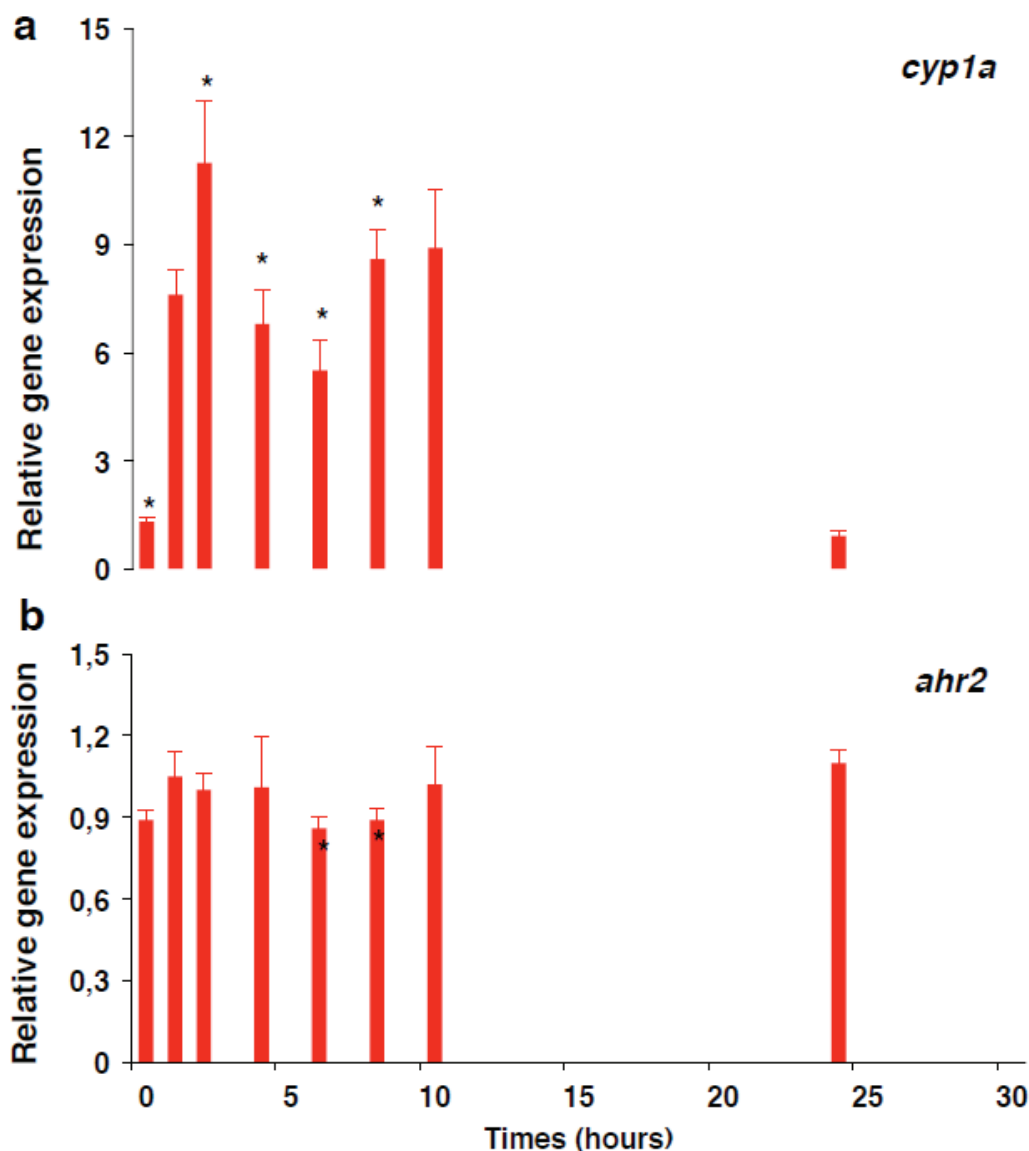 a
15
cyp1a
*
12
*
9
*
*
6
3
*
0
Relative gene expression
b
1,5
ahr2
1,2
0,9
*
*
0,6
0,3
0
Relative gene expression
0 5 10 15 20 25 30
Times (hours)